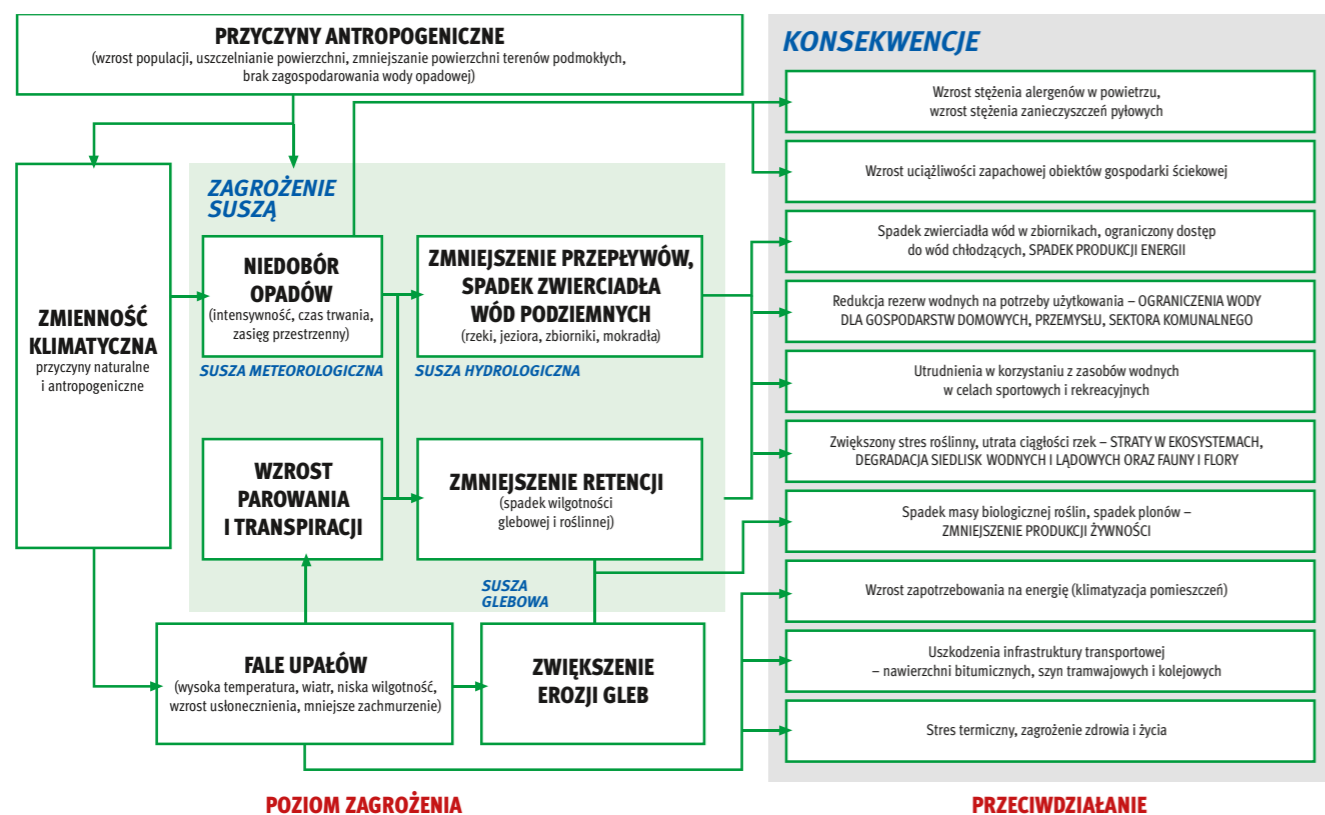 PRZYCZYNY ANTROPOGENICZNE
(wzrost populacji, uszczelnianie powierzchni, zmniejszanie powierzchni terenów podmokłych,
brak zagospodarowania wody opadowej)
ZMIENNOŚĆ
KLIMATYCZNA
przyczyny naturalne
i antropogeniczne
ZAGROŻENIE
SUSZĄ
NIEDOBÓR
OPADÓW
(intensywność, czas trwania,
zasięg przestrzenny)
SUSZA METEOROLOGICZNA
ZMNIEJSZENIE PRZEPŁYWÓW,
SPADEK ZWIERCIADŁA
WÓD PODZIEMNYCH
(rzeki, jeziora, zbiorniki, mokradła)
SUSZA HYDROLOGICZNA
WZROST
PAROWANIA
I TRANSPIRACJI
ZMNIEJSZENIE RETENCJI
(spadek wilgotności
glebowej i roślinnej)
SUSZA
GLEBOWA
FALE UPAŁÓW
(wysoka temperatura, wiatr, niska wilgotność,
wzrost usłonecznienia, mniejsze zachmurzenie)
ZWIĘKSZENIE
EROZJI GLEB
POZIOM ZAGROŻENIA
KONSEKWENCJE
Wzrost stężenia alergenów w powietrzu,
wzrost stężenia zanieczyszczeń pyłowych
Wzrost uciążliwości zapachowej obiektów gospodarki ściekowej
Spadek zwierciadła wód w zbiornikach, ograniczony dostęp
do wód chłodzących, SPADEK PRODUKCJI ENERGII
Redukcja rezerw wodnych na potrzeby użytkowania – OGRANICZENIA WODY
DLA GOSPODARSTW DOMOWYCH, PRZEMYSŁU, SEKTORA KOMUNALNEGO
Utrudnienia w korzystaniu z zasobów wodnych
w celach sportowych i rekreacyjnych
Zwiększony stres roślinny, utrata ciągłości rzek – STRATY W EKOSYSTEMACH,
DEGRADACJA SIEDLISK WODNYCH I LĄDOWYCH ORAZ FAUNY I FLORY
Spadek masy biologicznej roślin, spadek plonów –
ZMNIEJSZENIE PRODUKCJI ŻYWNOŚCI
Wzrost zapotrzebowania na energię (klimatyzacja pomieszczeń)
Uszkodzenia infrastruktury transportowej
– nawierzchni bitumicznych, szyn tramwajowych i kolejowych
Stres termiczny, zagrożenie zdrowia i życia
PRZECIWDZIAŁANIE